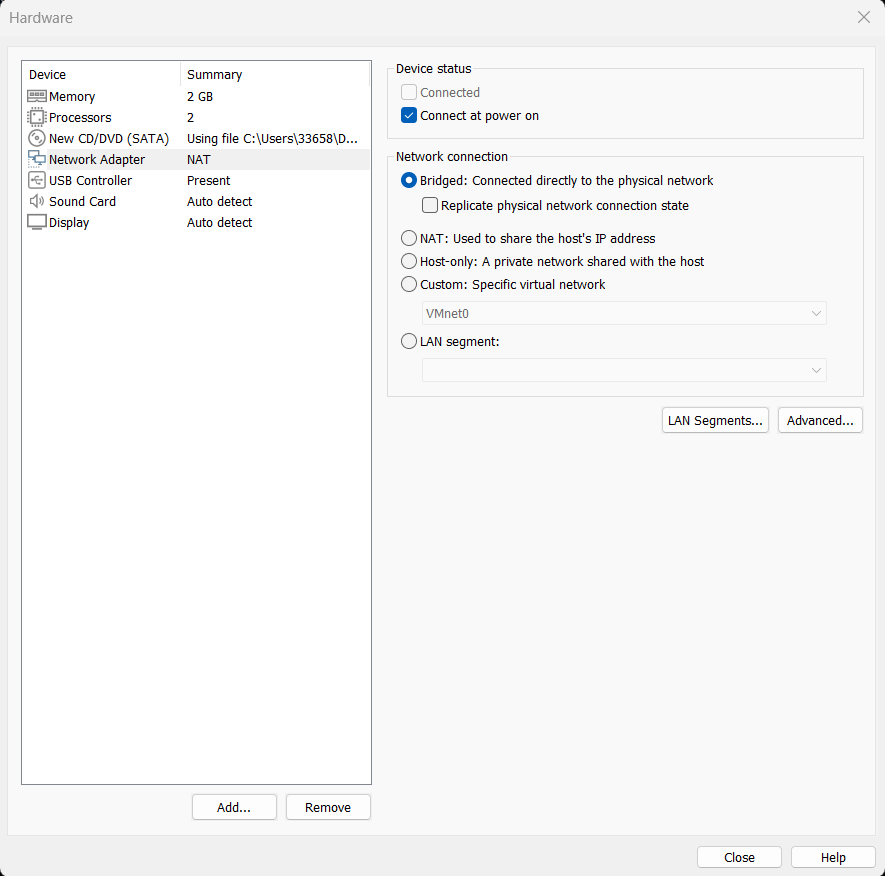 Hardware
Device Summary
Memory 2 GB
Processors 2
New CD/DVD (SATA) Using file C:\Users\33658\D...
Network Adapter NAT
USB Controller Present
Sound Card Auto detect
Display Auto detect
Add... Remove
Device status
Connected
Connect at power on
Network connection
Bridged: Connected directly to the physical network
Replicate physical network connection state
NAT: Used to share the host's IP address
Host-only: A private network shared with the host
Custom: Specific virtual network
VMnet0
LAN segment:
LAN Segments... Advanced...
Close Help